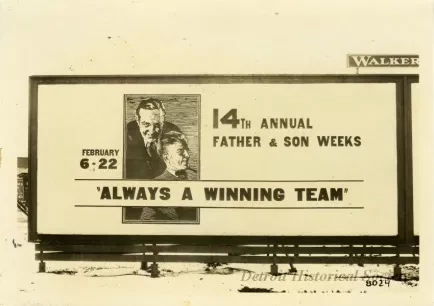 WALKER
14TH ANNUAL
FATHER & SON WEEKS
FEBRUARY
6-22
"ALWAYS A WINNING TEAM"
Detroit Historical Society
8024